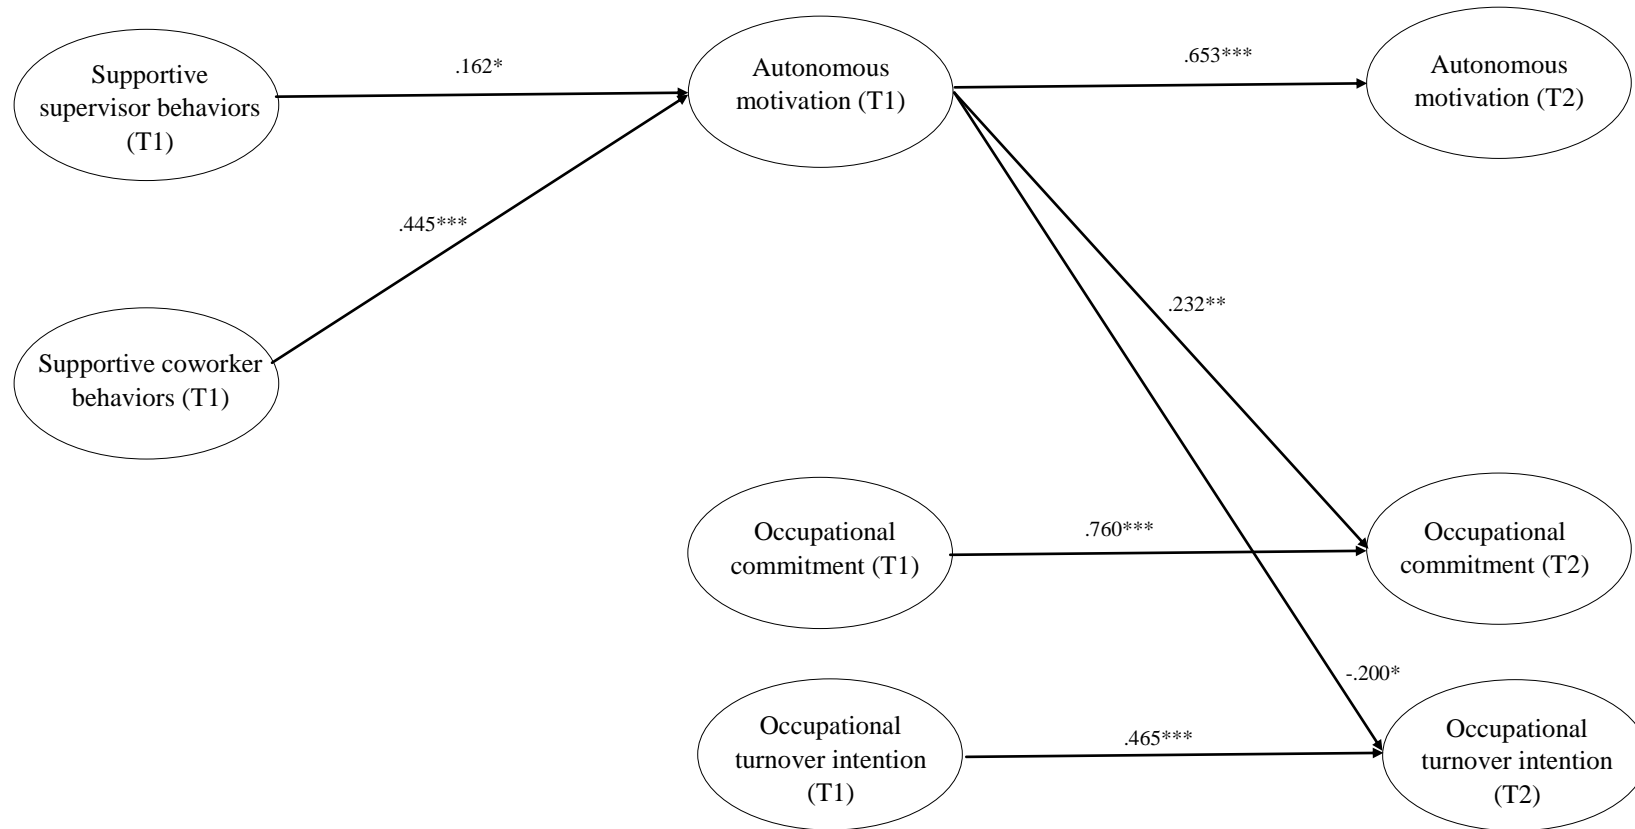 Supportive
supervisor behaviors
(T1)
.162*
Autonomous
motivation (T1)
.653***
Autonomous
motivation (T2)
.445***
.232**
Supportive coworker
behaviors (T1)
Occupational
commitment (T1)
.760***
Occupational
commitment (T2)
-.200*
Occupational
turnover intention
(T1)
.465***
Occupational
turnover intention
(T2)